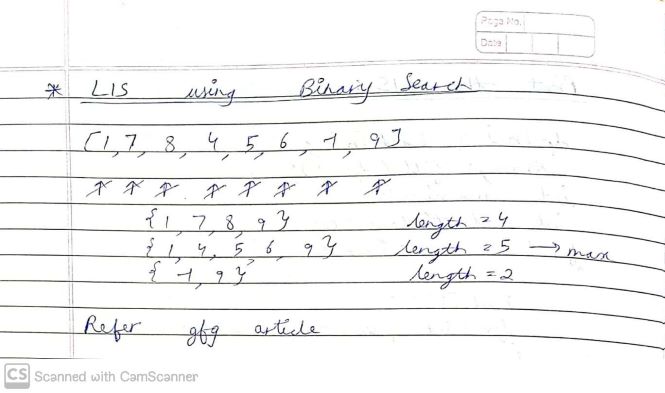 Page No.
Date
* LIS using Binary Search
[1, 7, 8, 4, 5, 6, -1, 9]
↑ ↑ ↑ ↑ ↑ ↑ ↑ ↑
{1, 7, 8, 9} length = 4
{1, 4, 5, 6, 9} length = 5 → max
{-1, 9} length = 2
Refer gfg article
CS Scanned with CamScanner